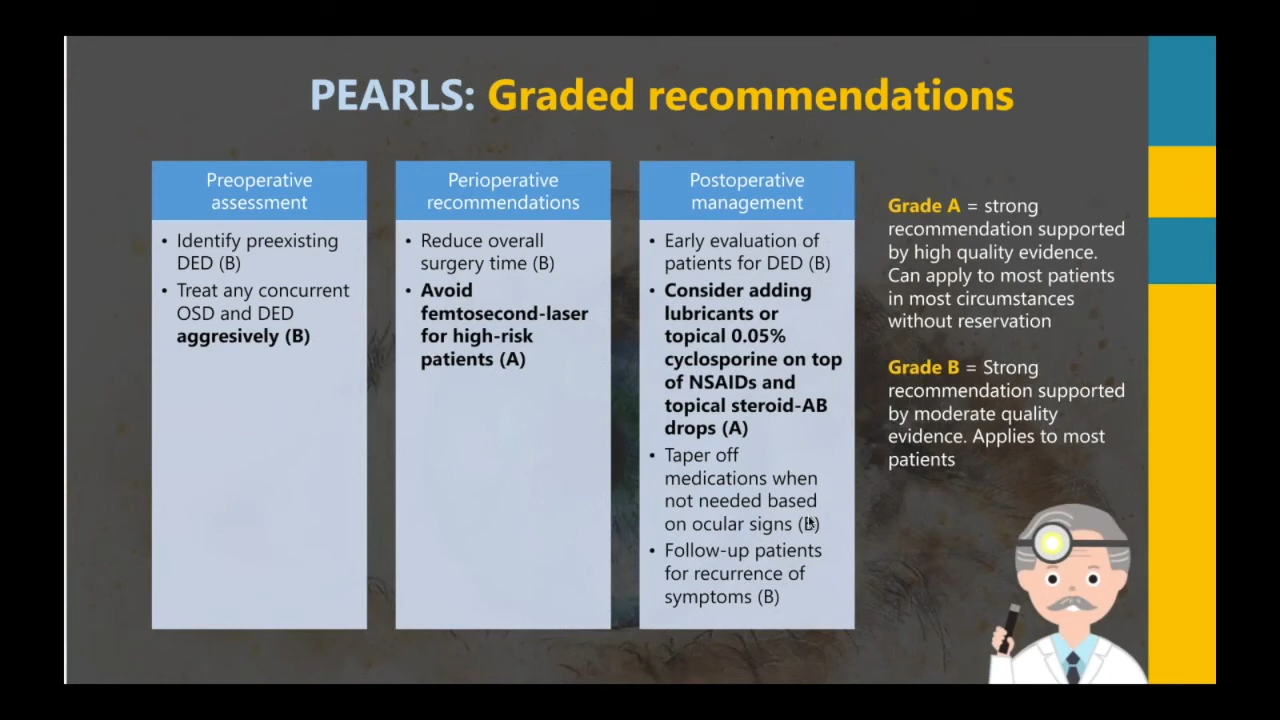 PEARLS: Graded recommendations
Preoperative
assessment
• Identify preexisting
DED (B)
• Treat any concurrent
OSD and DED
aggresively (B)
Perioperative
recommendations
• Reduce overall
surgery time (B)
• Avoid
femtosecond-laser
for high-risk
patients (A)
Postoperative
management
• Early evaluation of
patients for DED (B)
• Consider adding
lubricants or
topical 0.05%
cyclosporine on top
of NSAIDs and
topical steroid-AB
drops (A)
• Taper off
medications when
not needed based
on ocular signs (B)
• Follow-up patients
for recurrence of
symptoms (B)
Grade A = strong
recommendation supported
by high quality evidence.
Can apply to most patients
in most circumstances
without reservation
Grade B = Strong
recommendation supported
by moderate quality
evidence. Applies to most
patients